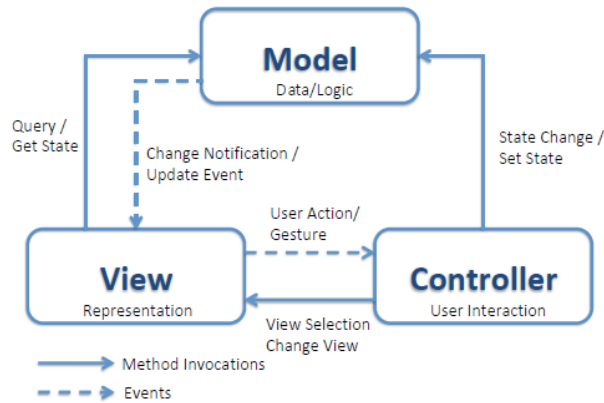 Model
Data/Logic
Query /
Get State
Change Notification /
Update Event
State Change /
Set State
User Action/
Gesture
View
Representation
Controller
User Interaction
View Selection
Change View
Method Invocations
Events